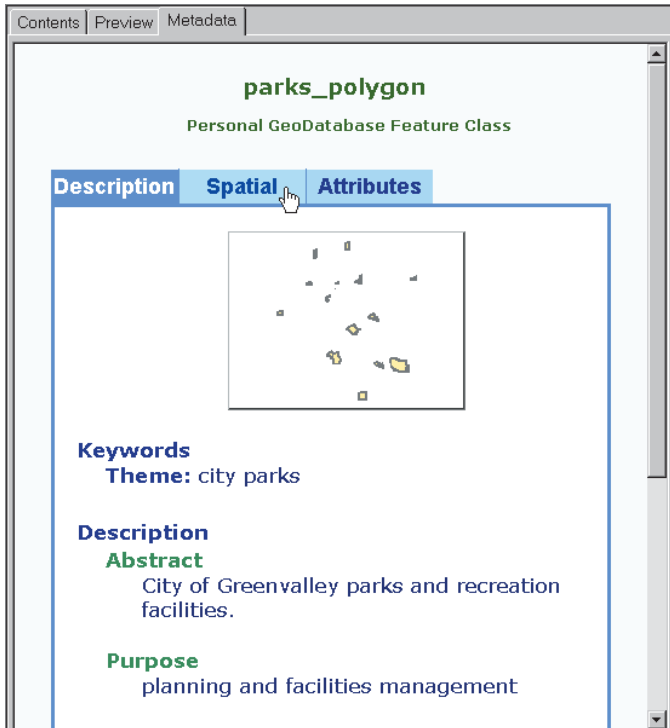 Contents Preview Metadata
parks_polygon
Personal GeoDatabase Feature Class
Description Spatial Attributes
Keywords
Theme: city parks
Description
Abstract
City of Greenvalley parks and recreation
facilities.
Purpose
planning and facilities management